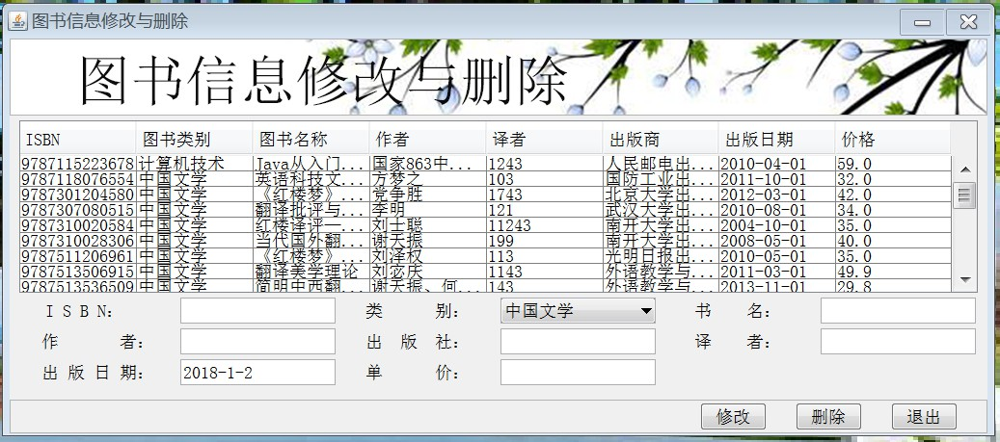 图书信息修改与删除
图书信息修改与删除
ISBN 图书类别 图书名称 作者 译者 出版商 出版日期 价格
9787115223678 计算机技术 Java从入门... 国家863中... 1243 人民邮电出... 2010-04-01 59.0
9787118076554 中国文学 英语科技文... 方梦之 103 国防工业出... 2011-10-01 32.0
9787301204580 中国文学 《红楼梦》... 党争胜 1743 北京大学出... 2012-03-01 42.0
9787307080515 中国文学 翻译批评与... 李明 121 武汉大学出... 2010-08-01 34.0
9787310020584 中国文学 红楼译评—... 刘士聪 11243 南开大学出... 2004-10-01 35.0
9787310028306 中国文学 当代国外翻... 谢天振 199 南开大学出... 2008-05-01 40.0
9787511206961 中国文学 《红楼梦》... 刘泽权 113 光明日报出... 2010-05-01 35.0
9787513506915 中国文学 翻译美学理论 刘宓庆 1143 外语教学与... 2011-03-01 49.9
9787513536509 中国文学 简明中西翻... 谢天振、何... 143 外语教学与... 2013-11-01 29.8
ISBN: 类别: 中国文学 书名:
作者: 出版社: 译者:
出版日期: 2018-1-2 单价:
修改 删除 退出